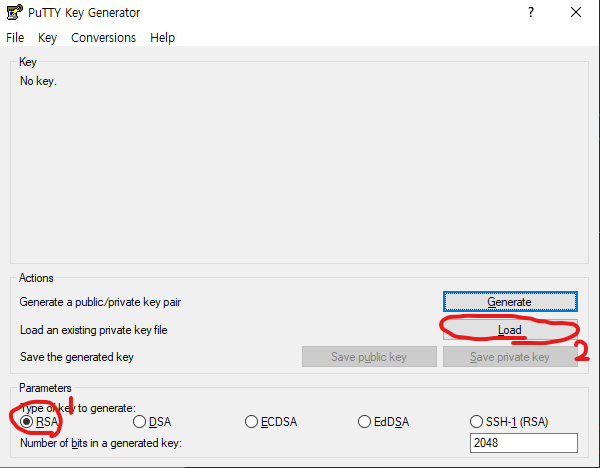 PuTTY Key Generator
File Key Conversions Help
Key
No key.
Actions
Generate a public/private key pair
Generate
Load an existing private key file
Load
Save the generated key
Save public key
Save private key
2
Parameters
Type of key to generate:
1
RSA
DSA
ECDSA
EdDSA
SSH-1 (RSA)
Number of bits in a generated key:
2048